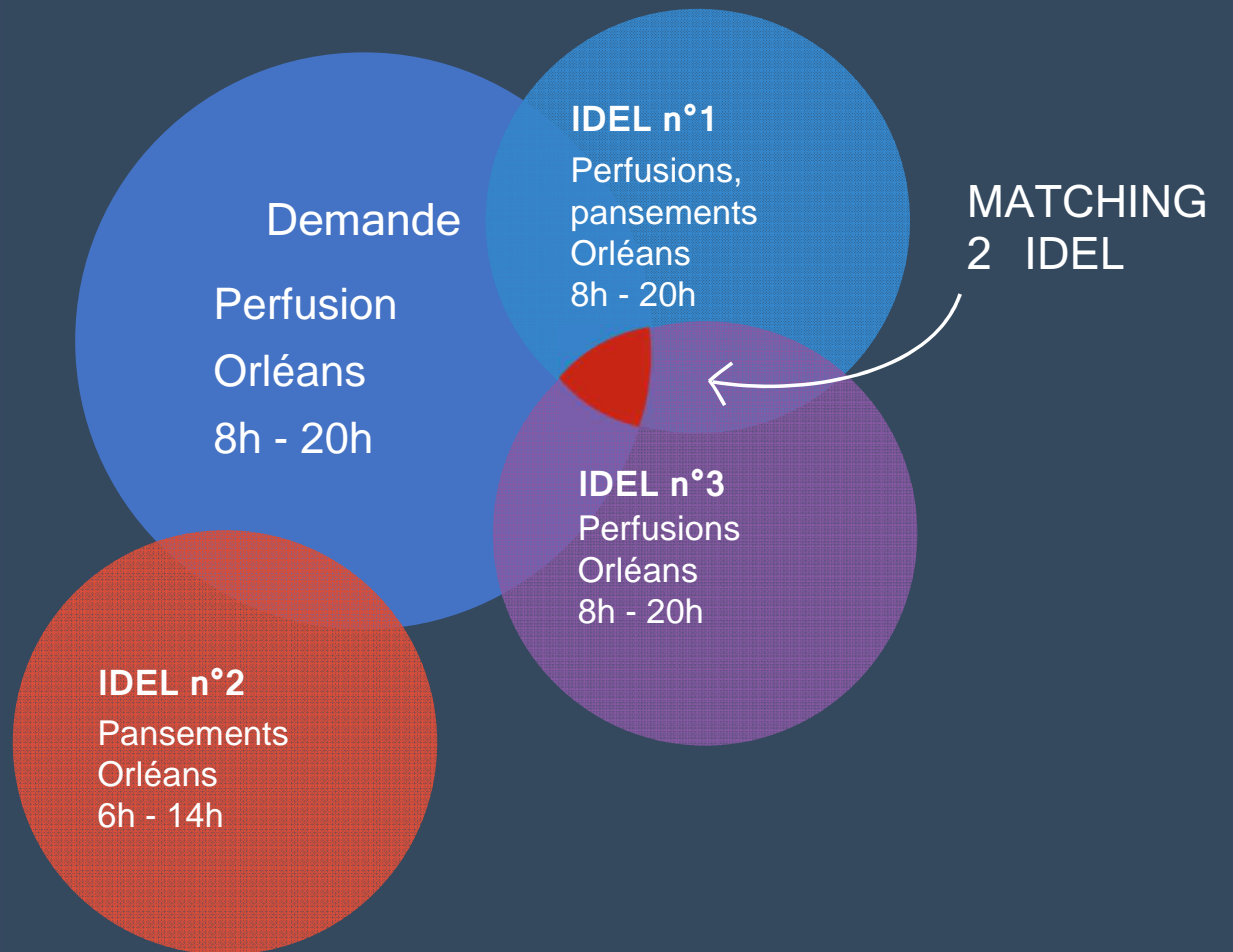 Demande
Perfusion
Orléans
8h - 20h
IDEL n°1
Perfusions,
pansements
Orléans
8h - 20h
MATCHING
2 IDEL
IDEL n°3
Perfusions
Orléans
8h - 20h
IDEL n°2
Pansements
Orléans
6h - 14h